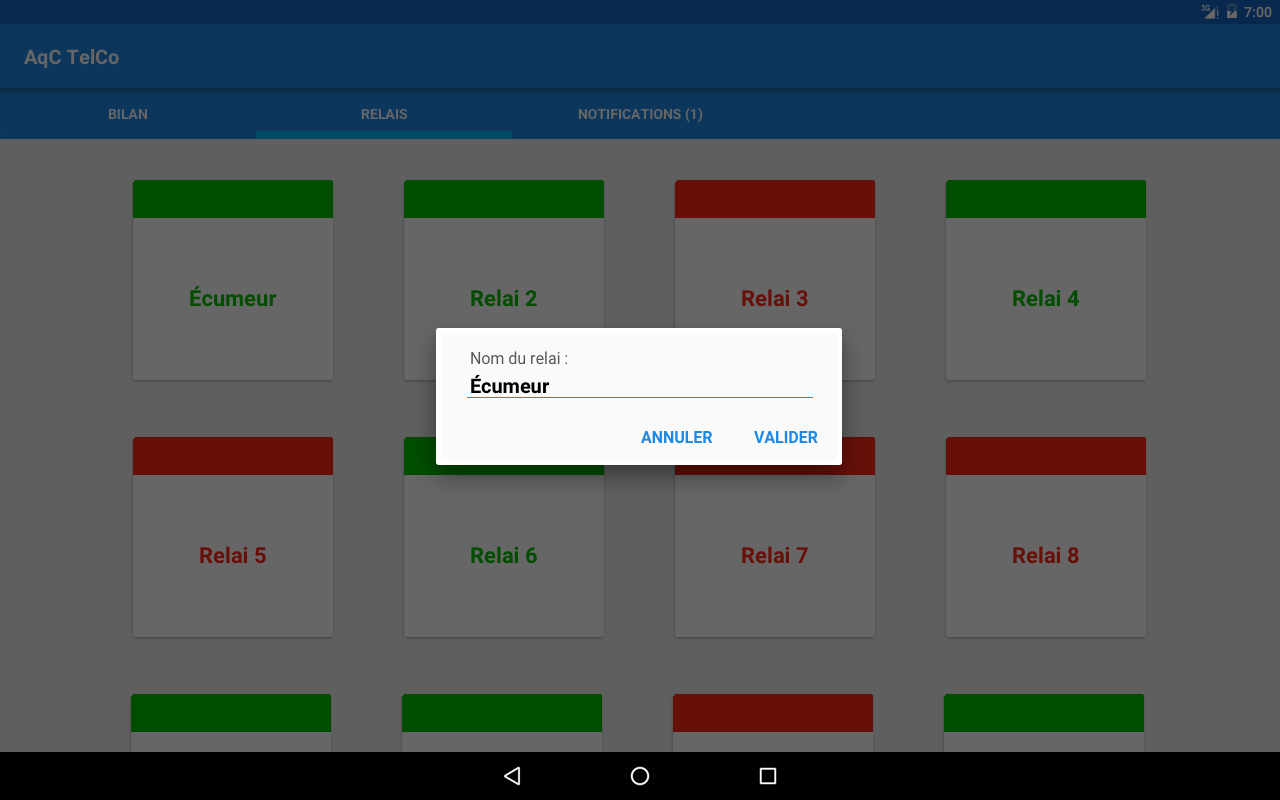 3G ! 7:00
AqC TelCo
BILAN RELAIS NOTIFICATIONS (1)
Écumeur Relai 2 Relai 3 Relai 4
Nom du relai :
Écumeur
ANNULER VALIDER
Relai 5 Relai 6 Relai 7 Relai 8